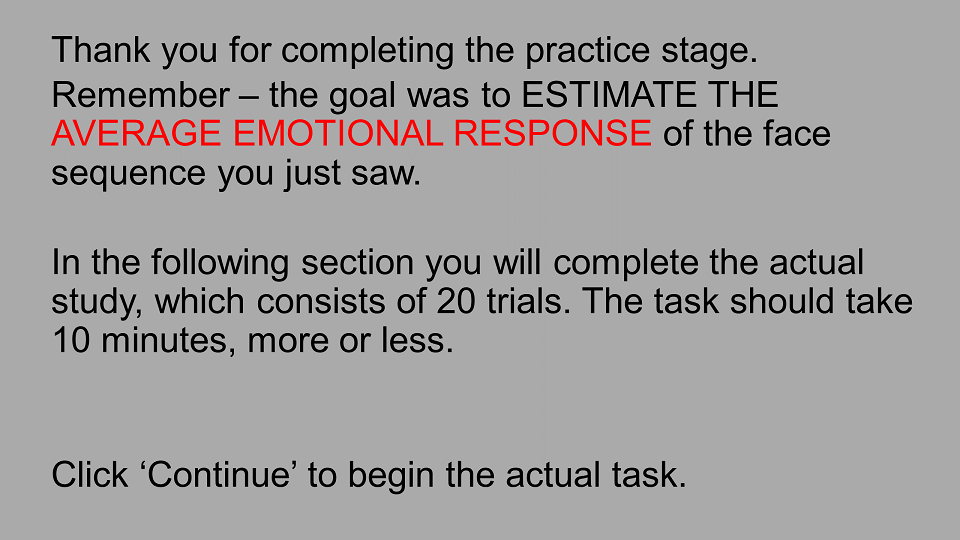 Thank you for completing the practice stage.
Remember – the goal was to ESTIMATE THE
AVERAGE EMOTIONAL RESPONSE of the face
sequence you just saw.
In the following section you will complete the actual
study, which consists of 20 trials. The task should take
10 minutes, more or less.
Click ‘Continue’ to begin the actual task.